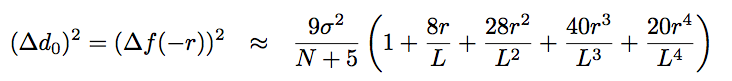 (Δd₀)² = (Δf(−r))² ≈ 9σ²/(N + 5) (1 + 8r/L + 28r²/L² + 40r³/L³ + 20r⁴/L⁴)